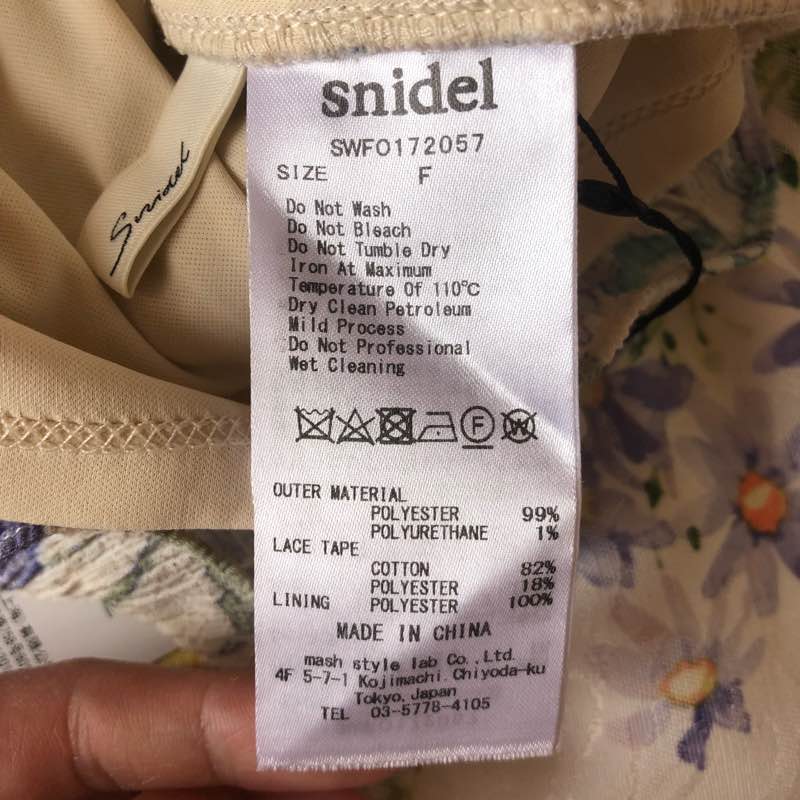 snidel
SWFO172057
SIZE F
Do Not Wash
Do Not Bleach
Do Not Tumble Dry
Iron At Maximum
Temperature Of 110℃
Dry Clean Petroleum
Mild Process
Do Not Professional
Wet Cleaning
F W
OUTER MATERIAL
POLYESTER 99%
POLYURETHANE 1%
LACE TAPE
COTTON 82%
POLYESTER 18%
LINING POLYESTER 100%
MADE IN CHINA
mash style lab Co.,Ltd.
4F 5-7-1 Kojimachi.Chiyoda-ku
Tokyo.Japan
TEL 03-5778-4105
Snidel